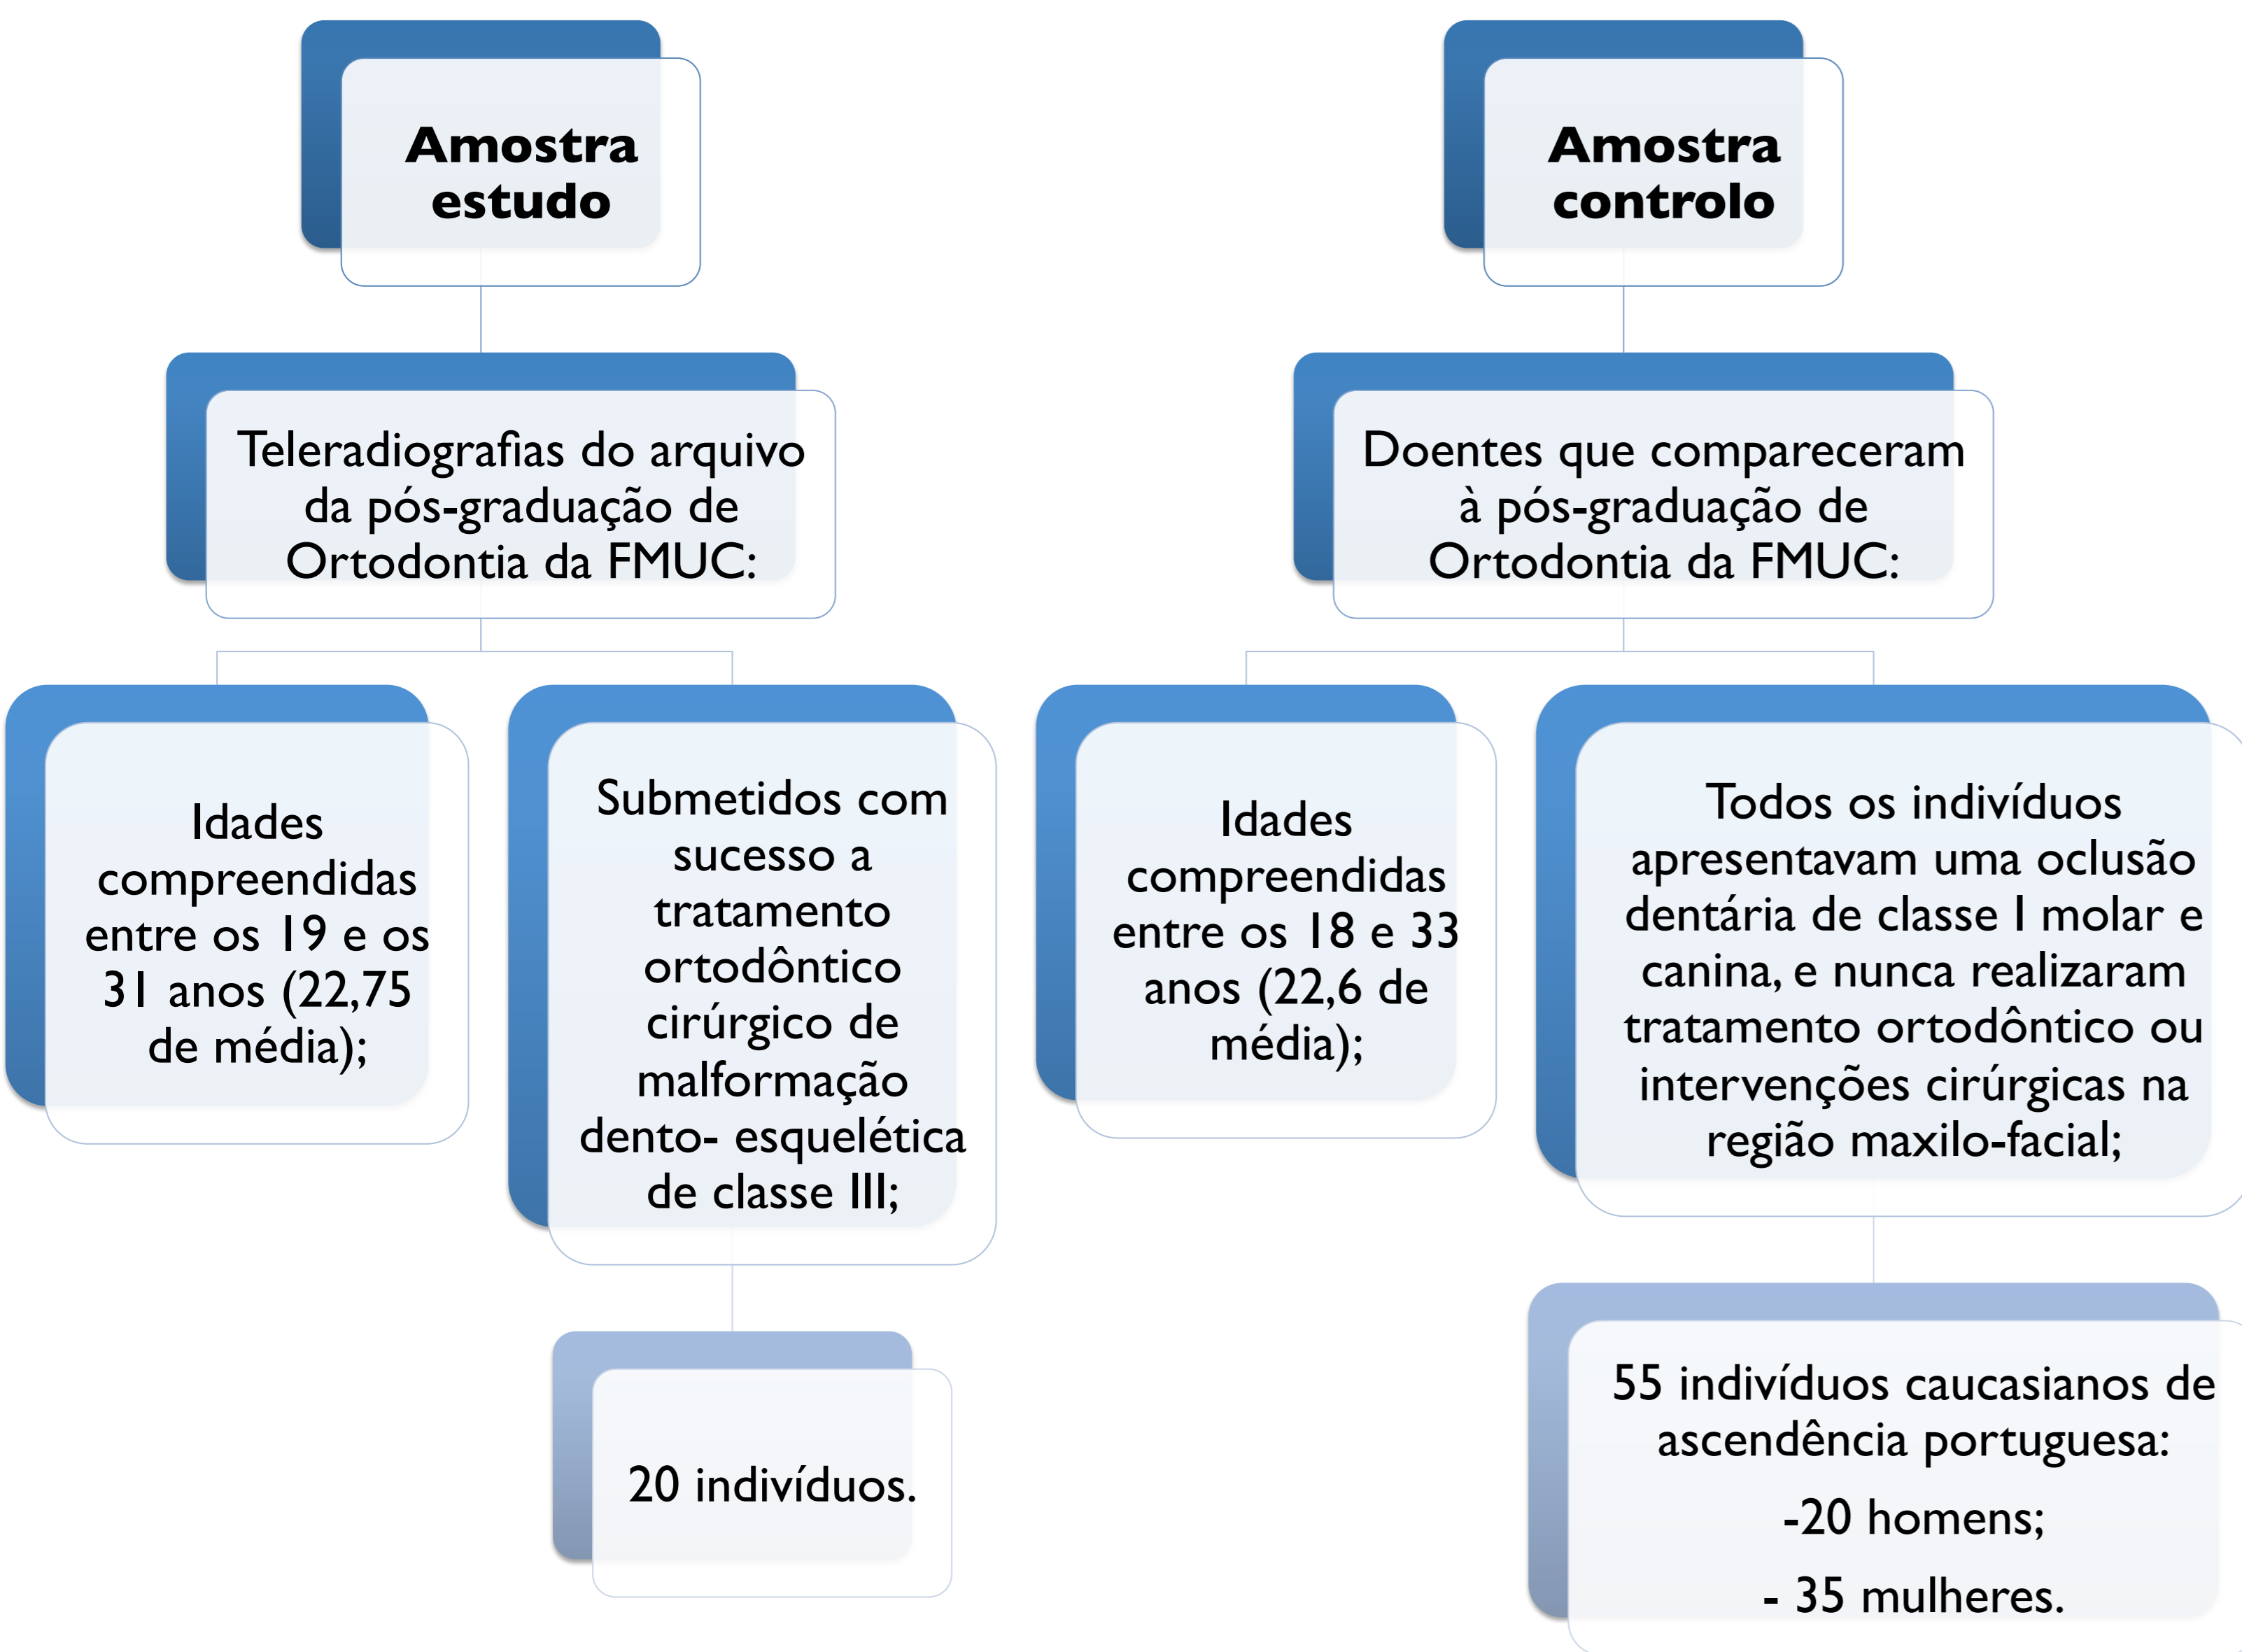 Amostra
estudo
Teleradiografias do arquivo
da pós-graduação de
Ortodontia da FMUC:
Idades
compreendidas
entre os 19 e os
31 anos (22,75
de média);
Submetidos com
sucesso a
tratamento
ortodôntico
cirúrgico de
malformação
dento- esquelética
de classe III;
20 indivíduos.
Amostra
controlo
Doentes que compareceram
à pós-graduação de
Ortodontia da FMUC:
Idades
compreendidas
entre os 18 e 33
anos (22,6 de
média);
Todos os indivíduos
apresentavam uma oclusão
dentária de classe I molar e
canina, e nunca realizaram
tratamento ortodôntico ou
intervenções cirúrgicas na
região maxilo-facial;
55 indivíduos caucasianos de
ascendência portuguesa:
-20 homens;
- 35 mulheres.